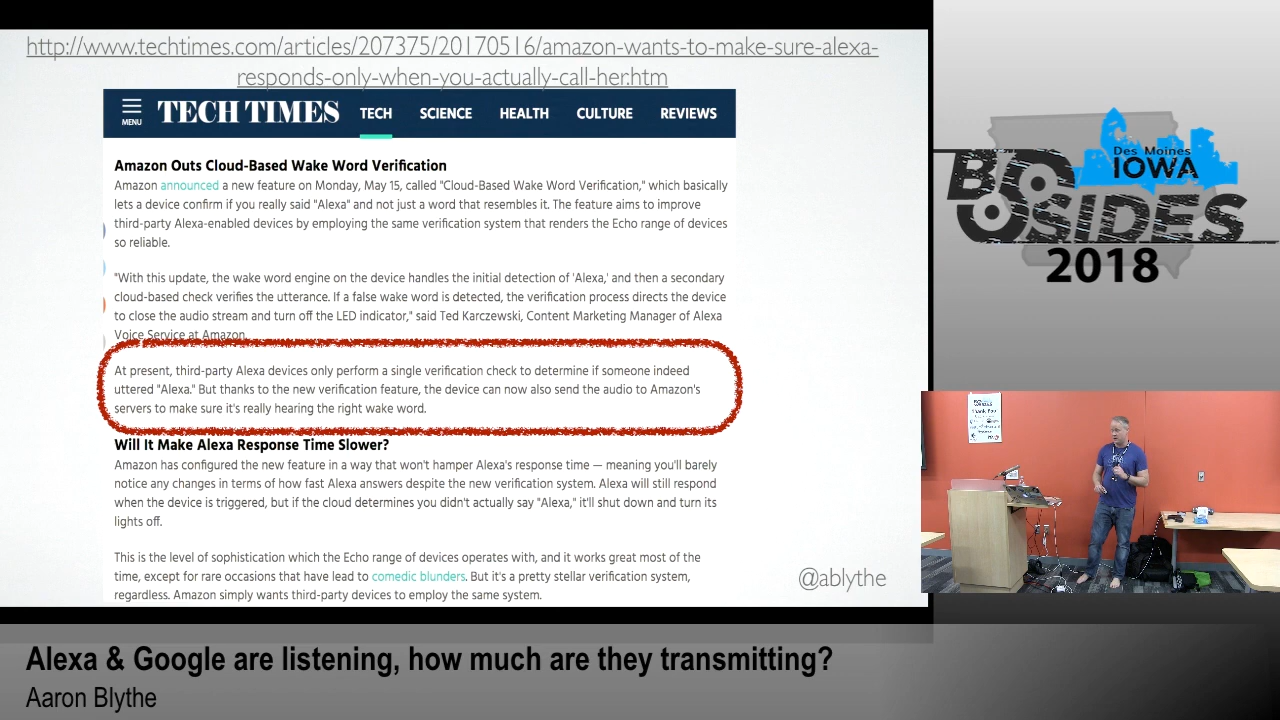 http://www.techtimes.com/articles/207375/20170516/amazon-wants-to-make-sure-alexa-
responds-only-when-you-actually-call-her.htm
MENU
TECH TIMES
TECH
SCIENCE
HEALTH
CULTURE
REVIEWS
Amazon Outs Cloud-Based Wake Word Verification
Amazon announced a new feature on Monday, May 15, called "Cloud-Based Wake Word Verification," which basically
lets a device confirm if you really said "Alexa" and not just a word that resembles it. The feature aims to improve
third-party Alexa-enabled devices by employing the same verification system that renders the Echo range of devices
so reliable.
"With this update, the wake word engine on the device handles the initial detection of 'Alexa,' and then a secondary
cloud-based check verifies the utterance. If a false wake word is detected, the verification process directs the device
to close the audio stream and turn off the LED indicator," said Ted Karczewski, Content Marketing Manager of Alexa
Voice Service at Amazon.
At present, third-party Alexa devices only perform a single verification check to determine if someone indeed
uttered "Alexa." But thanks to the new verification feature, the device can now also send the audio to Amazon's
servers to make sure it's really hearing the right wake word.
Will It Make Alexa Response Time Slower?
Amazon has configured the new feature in a way that won't hamper Alexa's response time — meaning you'll barely
notice any changes in terms of how fast Alexa answers despite the new verification system. Alexa will still respond
when the device is triggered, but if the cloud determines you didn't actually say "Alexa," it'll shut down and turn its
lights off.
This is the level of sophistication which the Echo range of devices operates with, and it works great most of the
time, except for rare occasions that have lead to comedic blunders. But it's a pretty stellar verification system,
regardless. Amazon simply wants third-party devices to employ the same system.
@ablythe
Des Moines
IOWA
BSIDES
2018
Thank You
Alexa & Google are listening, how much are they transmitting?
Aaron Blythe